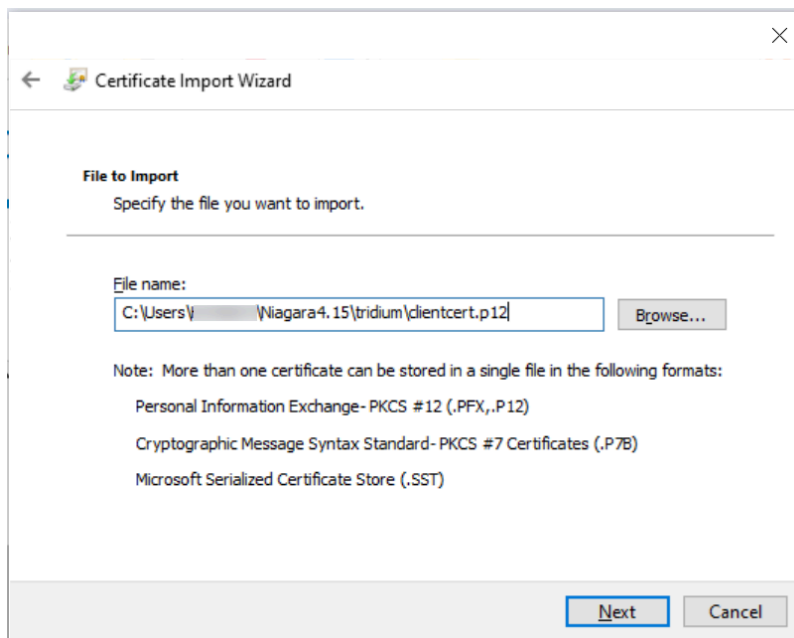 Certificate Import Wizard
File to Import
Specify the file you want to import.
File name:
C:\Users\ \Niagara4.15\tridium\clientcert.p12
Browse...
Note: More than one certificate can be stored in a single file in the following formats:
Personal Information Exchange- PKCS #12 (.PFX,.P12)
Cryptographic Message Syntax Standard- PKCS #7 Certificates (.P7B)
Microsoft Serialized Certificate Store (.SST)
Next
Cancel